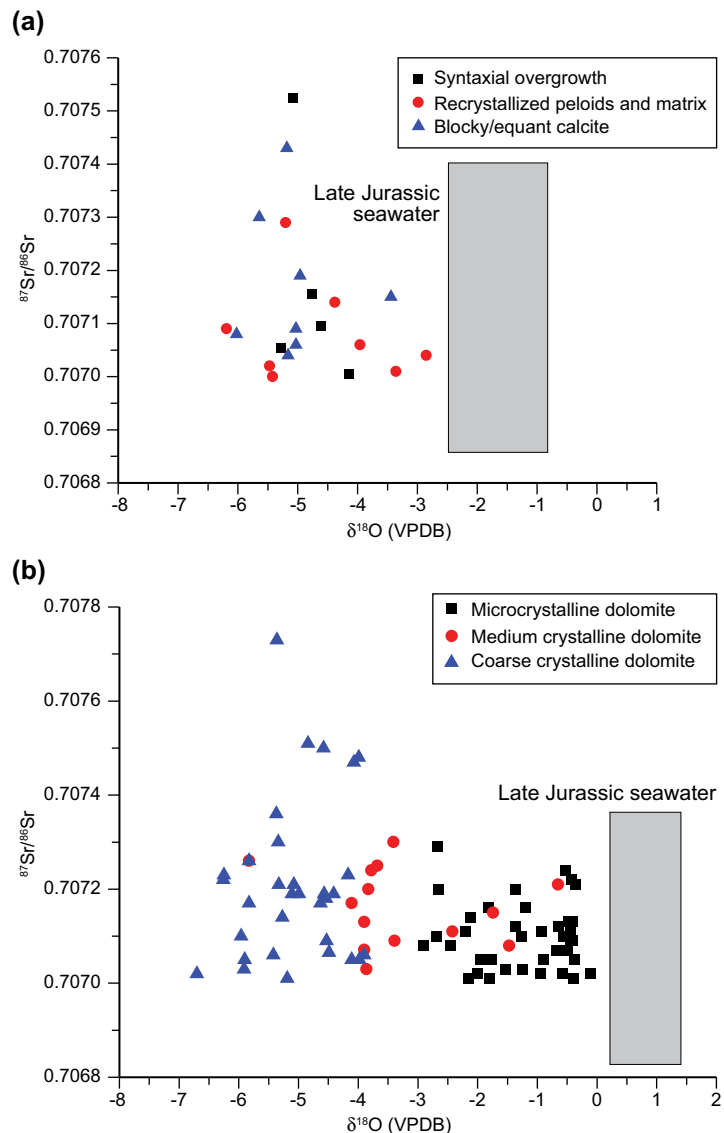 (a)
0.7076
0.7075
0.7074
0.7073
0.7072
0.7071
0.7070
0.6069
0.7068
⁸⁷Sr/⁸⁶Sr
Syntaxial overgrowth
Recrystallized peloids and matrix
Blocky/equant calcite
Late Jurassic
seawater
-8 -7 -6 -5 -4 -3 -2 -1 0 1
δ¹⁸O (VPDB)
(b)
0.7078
0.7076
0.7074
0.7072
0.7070
0.7068
⁸⁷Sr/⁸⁶Sr
Microcrystalline dolomite
Medium crystalline dolomite
Coarse crystalline dolomite
Late Jurassic seawater
-8 -7 -6 -5 -4 -3 -2 -1 0 1 2
δ¹⁸O (VPDB)